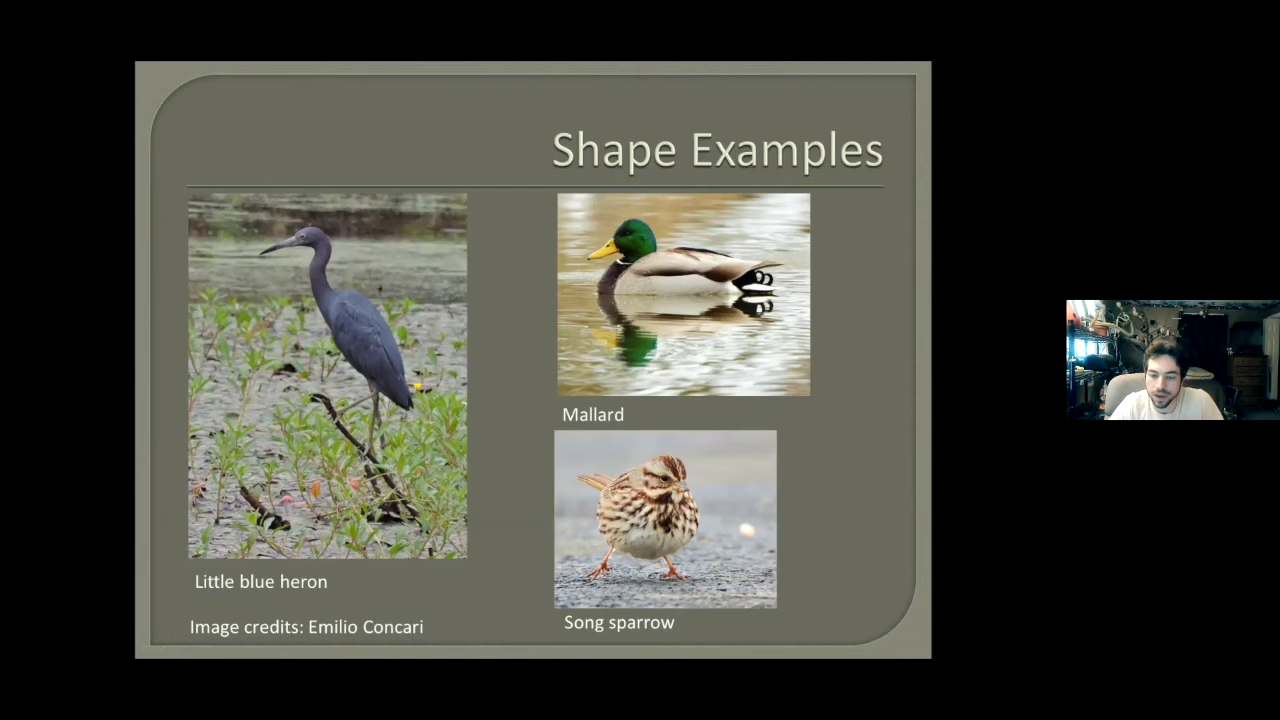 Shape Examples
Little blue heron
Image credits: Emilio Concari
Mallard
Song sparrow